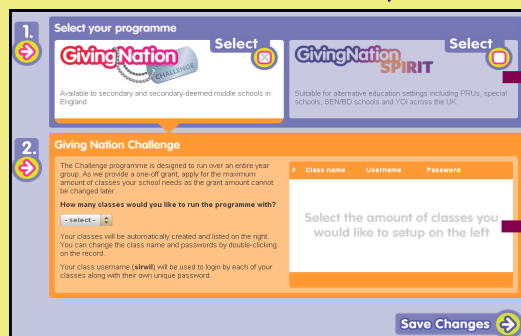 1.
Select your programme
GivingNation
CHALLENGE
Select
Available to secondary and secondary-deemed middle schools in
England
GivingNation
SPIRIT
Select
Suitable for alternative education settings including PRUs, special
schools, SEN/BD schools and YOI across the UK.
2.
Giving Nation Challenge
The Challenge programme is designed to run over an entire year
group. As we provide a one-off grant, apply for the maximum
amount of classes your school needs as the grant amount cannot
be changed later.
How many classes would you like to run the programme with?
- select -
Your classes will be automatically created and listed on the right.
You can change the class name and passwords by double-clicking
on the record.
Your class username (sirwil) will be used to login by each of your
classes along with their own unique password.
# Class name Username Password
Select the amount of classes you
would like to setup on the left
Save Changes